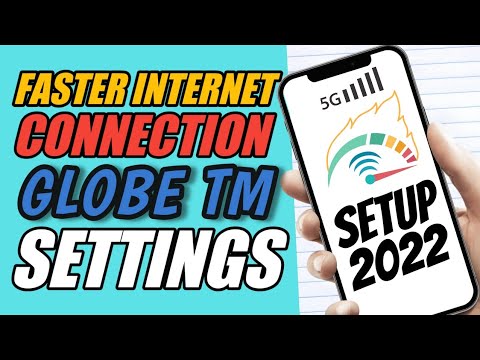 FASTER INTERNET
CONNECTION
GLOBE TM
SETTINGS
5G
SETUP
2022